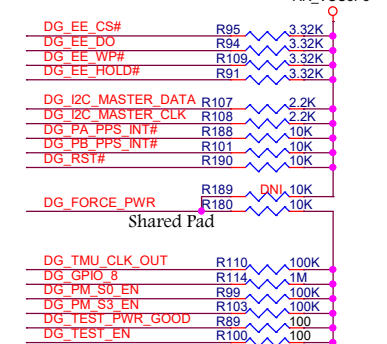 DG_EE_CS# R95 3.32K
DG_EE_DO R94 3.32K
DG_EE_WP# R109 3.32K
DG_EE_HOLD# R91 3.32K
DG_I2C_MASTER_DATA R107 2.2K
DG_I2C_MASTER_CLK R108 2.2K
DG_PA_PPS_INT# R188 10K
DG_PB_PPS_INT# R101 10K
DG_RST# R190 10K
R189 DNI 10K
DG_FORCE_PWR R180 10K
Shared Pad
DG_TMU_CLK_OUT R110 100K
DG_GPIO_8 R114 1M
DG_PM_S0_EN R99 100K
DG_PM_S3_EN R103 100K
DG_TEST_PWR_GOOD R89 100
DG_TEST_EN R100 100